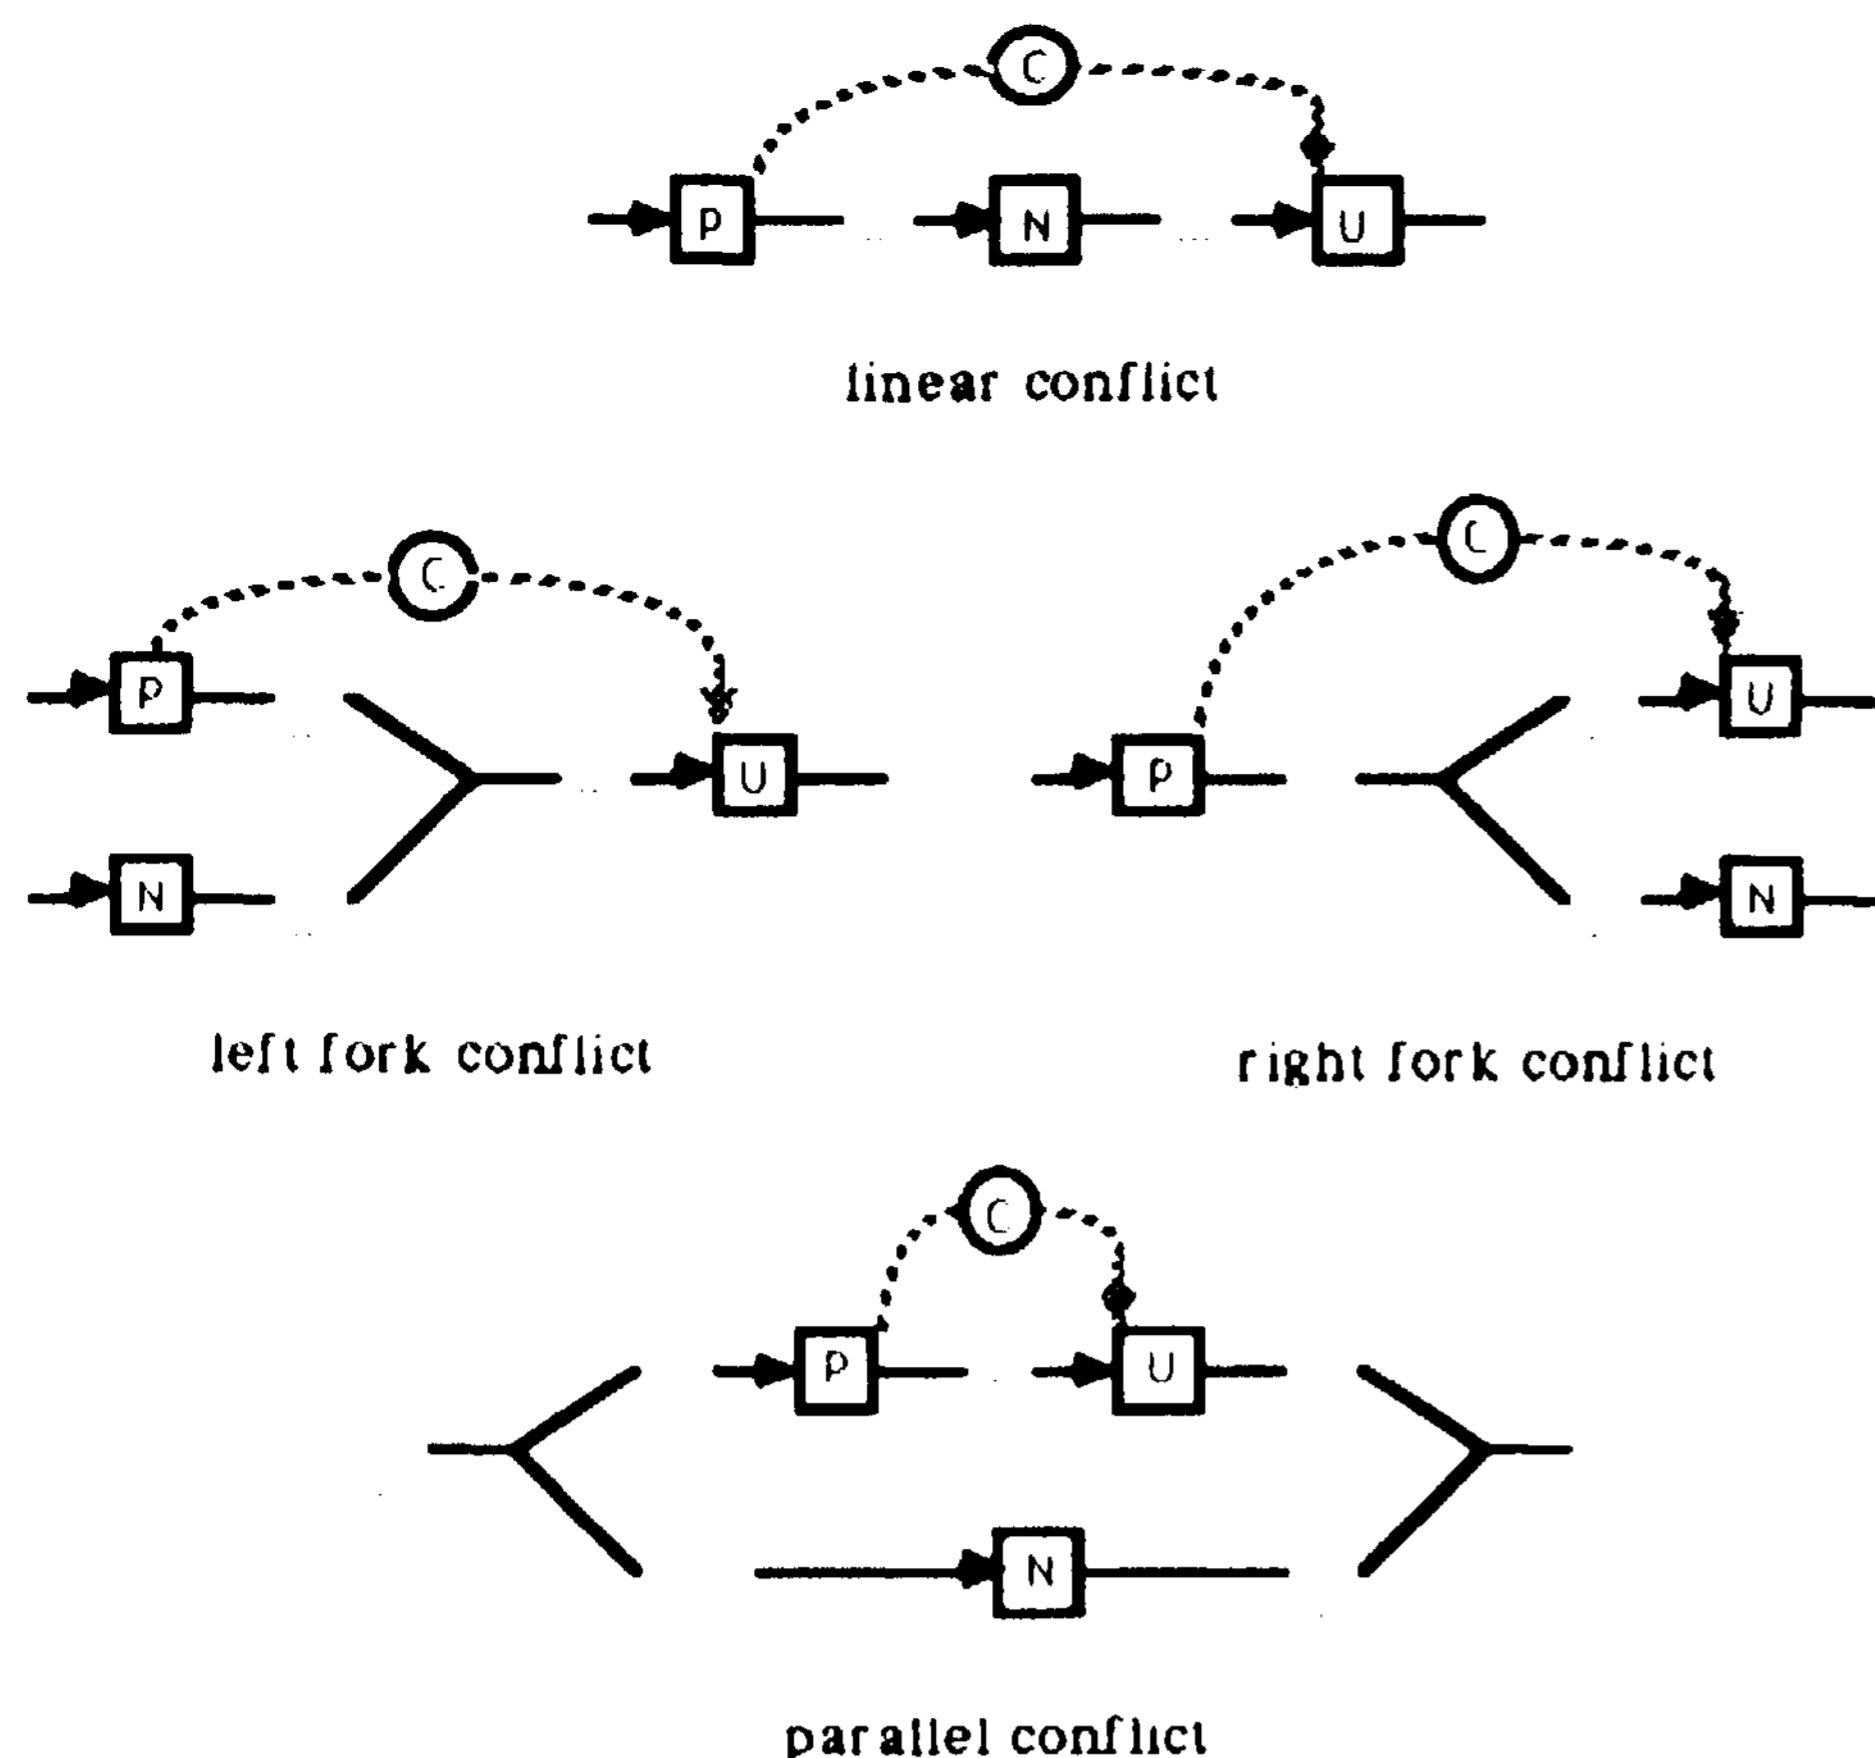 C
P N U
linear conflict
C C
P U
U P
N N
left fork conflict
right fork conflict
C
P U
N
parallel conflict